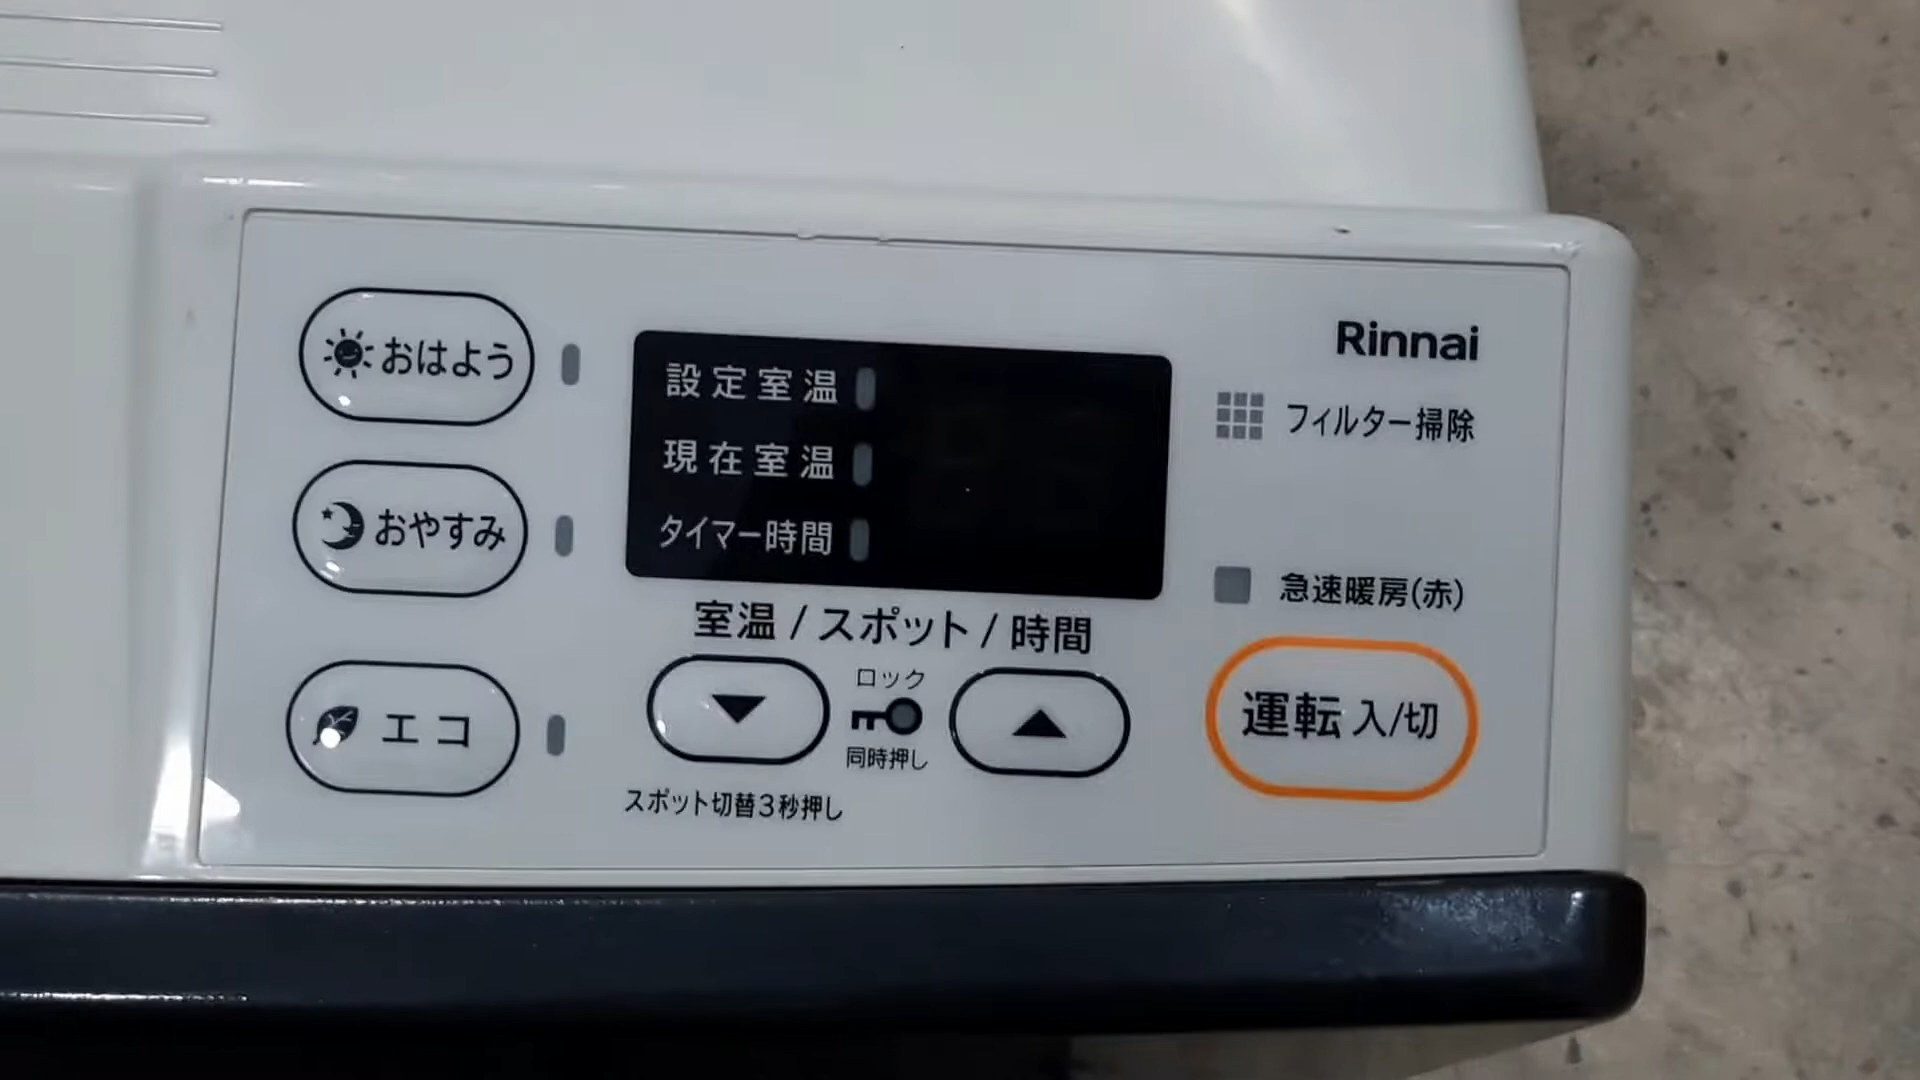 Rinnai
おはよう
設定室温
フィルター掃除
現在室温
おやすみ
タイマー時間
急速暖房(赤)
室温/スポット/時間
ロック
エコ
運転 入/切
同時押し
スポット切替3秒押し